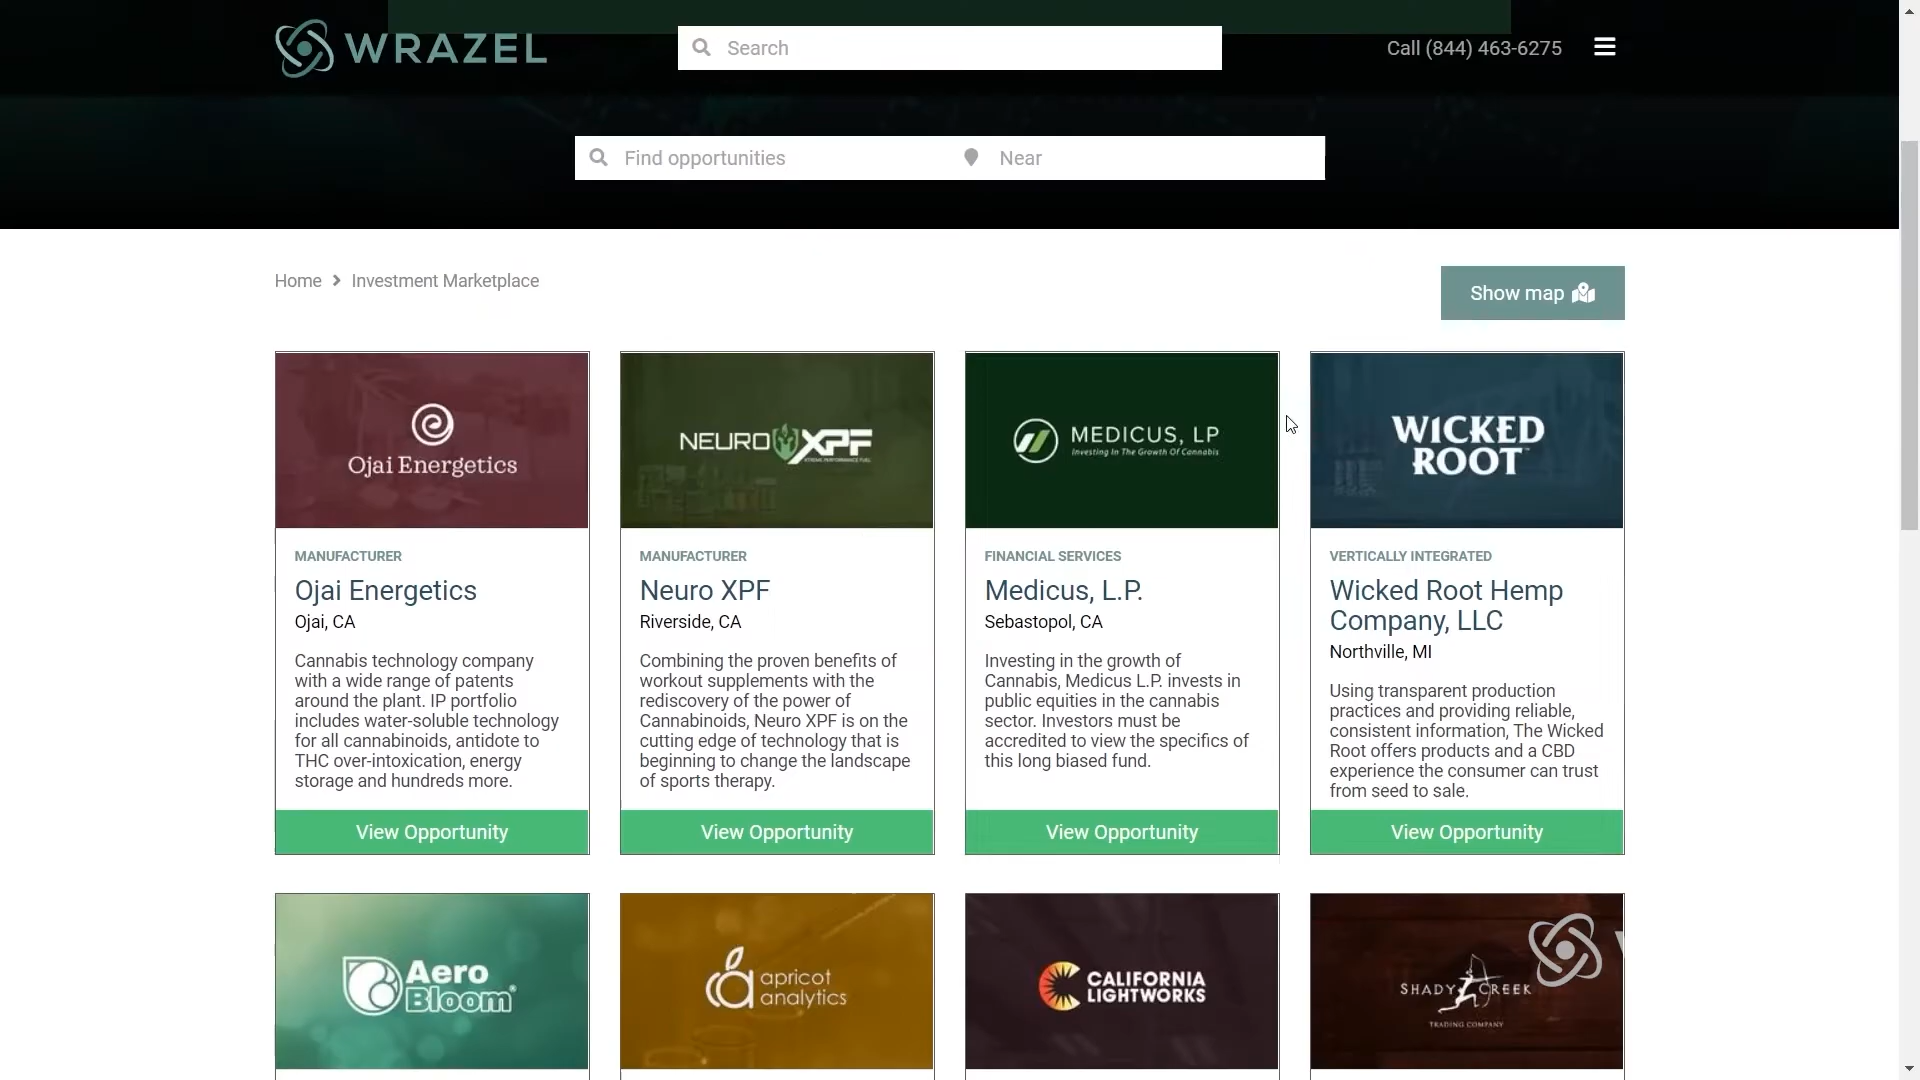 WRAZEL
Search
Call (844) 463-6275
Find opportunities
Near
Home
Investment Marketplace
Show map
Ojai Energetics
MANUFACTURER
Ojai Energetics
Ojai, CA
Cannabis technology company
with a wide range of patents
around the plant. IP portfolio
includes water-soluble technology
for all cannabinoids, antidote to
THC over-intoxication, energy
storage and hundreds more.
View Opportunity
NEURO XPF
XTREME PERFORMANCE FUEL
MANUFACTURER
Neuro XPF
Riverside, CA
Combining the proven benefits of
workout supplements with the
rediscovery of the power of
Cannabinoids, Neuro XPF is on the
cutting edge of technology that is
beginning to change the landscape
of sports therapy.
View Opportunity
MEDICUS, LP
Investing In The Growth Of Cannabis
FINANCIAL SERVICES
Medicus, L.P.
Sebastopol, CA
Investing in the growth of
Cannabis, Medicus L.P. invests in
public equities in the cannabis
sector. Investors must be
accredited to view the specifics of
this long biased fund.
View Opportunity
WICKED
ROOT™
VERTICALLY INTEGRATED
Wicked Root Hemp
Company, LLC
Northville, MI
Using transparent production
practices and providing reliable,
consistent information, The Wicked
Root offers products and a CBD
experience the consumer can trust
from seed to sale.
View Opportunity
Aero
Bloom®
apricot
analytics
CALIFORNIA
LIGHTWORKS
SHADY CREEK
TRADING COMPANY